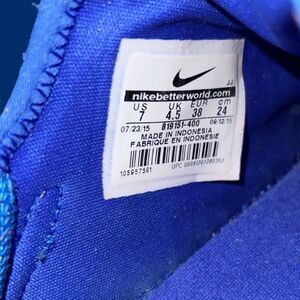 JJ
nikebetterworld.com
US UK EUR cm
7 4.5 38 24
07/23/15 819151-400 09/12/15
MADE IN INDONESIA
FABRIQUE EN INDONESIE
105957561
UPC